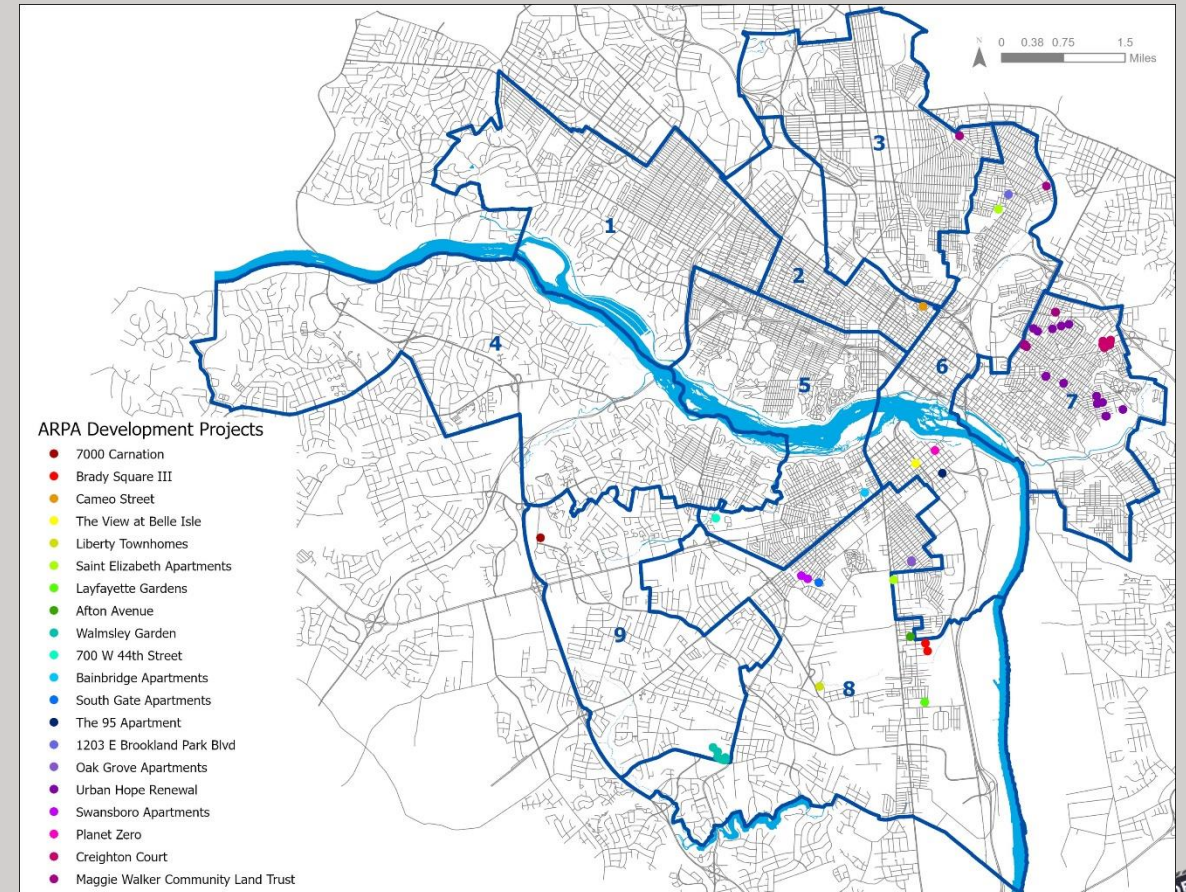 N
0 0.38 0.75 1.5
Miles
3
1
2
4
6
5
7
9
8
ARPA Development Projects
7000 Carnation
Brady Square III
Cameo Street
The View at Belle Isle
Liberty Townhomes
Saint Elizabeth Apartments
Layfayette Gardens
Afton Avenue
Walmsley Garden
700 W 44th Street
Bainbridge Apartments
South Gate Apartments
The 95 Apartment
1203 E Brookland Park Blvd
Oak Grove Apartments
Urban Hope Renewal
Swansboro Apartments
Planet Zero
Creighton Court
Maggie Walker Community Land Trust